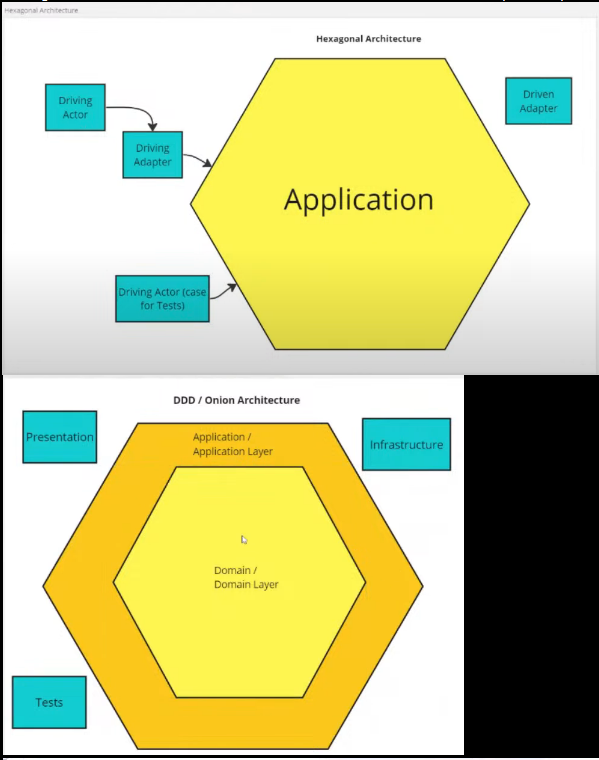 Hexagonal Architecture
Hexagonal Architecture
Driving
Actor
Driven
Adapter
Driving
Adapter
Application
Driving Actor (case
for Tests)
DDD / Onion Architecture
Presentation
Application /
Application Layer
Infrastructure
Domain /
Domain Layer
Tests